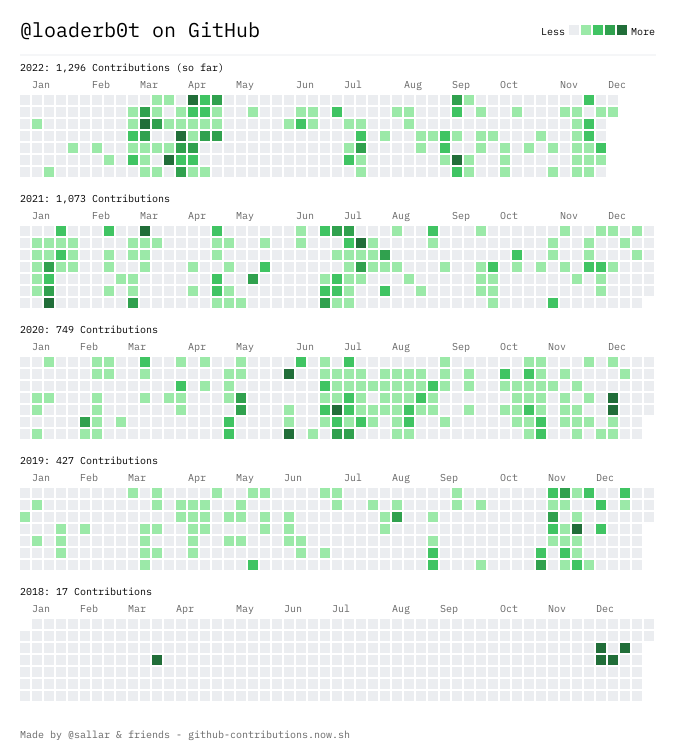 @loaderb0t on GitHub
Less More
2022: 1,296 Contributions (so far)
Jan Feb Mar Apr May Jun Jul Aug Sep Oct Nov Dec
2021: 1,073 Contributions
Jan Feb Mar Apr May Jun Jul Aug Sep Oct Nov Dec
2020: 749 Contributions
Jan Feb Mar Apr May Jun Jul Aug Sep Oct Nov Dec
2019: 427 Contributions
Jan Feb Mar Apr May Jun Jul Aug Sep Oct Nov Dec
2018: 17 Contributions
Jan Feb Mar Apr May Jun Jul Aug Sep Oct Nov Dec
Made by @sallar & friends - github-contributions.now.sh